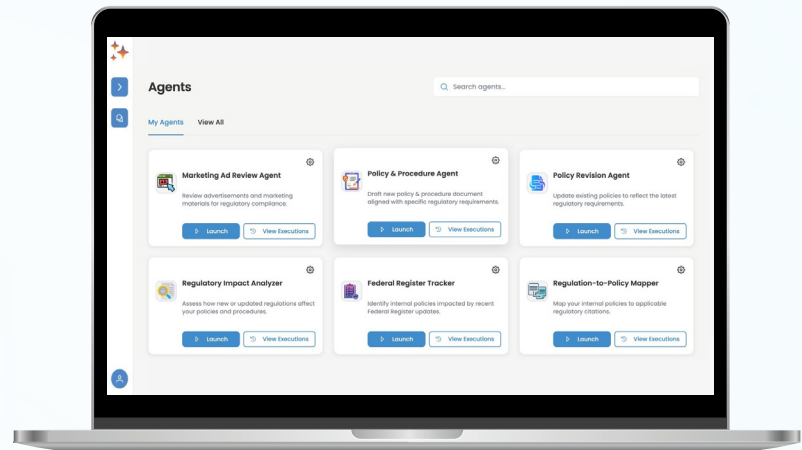 Agents
Search agents...
My Agents View All
Marketing Ad Review Agent
Review advertisements and marketing
materials for regulatory compliance.
Launch View Executions
Policy & Procedure Agent
Draft new policy & procedure document
aligned with specific regulatory requirements.
Launch View Executions
Policy Revision Agent
Update existing policies to reflect the latest
regulatory requirements.
Launch View Executions
Regulatory Impact Analyzer
Assess how new or updated regulations affect
your policies and procedures.
Launch View Executions
Federal Register Tracker
Identify internal policies impacted by recent
Federal Register updates.
Launch View Executions
Regulation-to-Policy Mapper
Map your internal policies to applicable
regulatory citations.
Launch View Executions